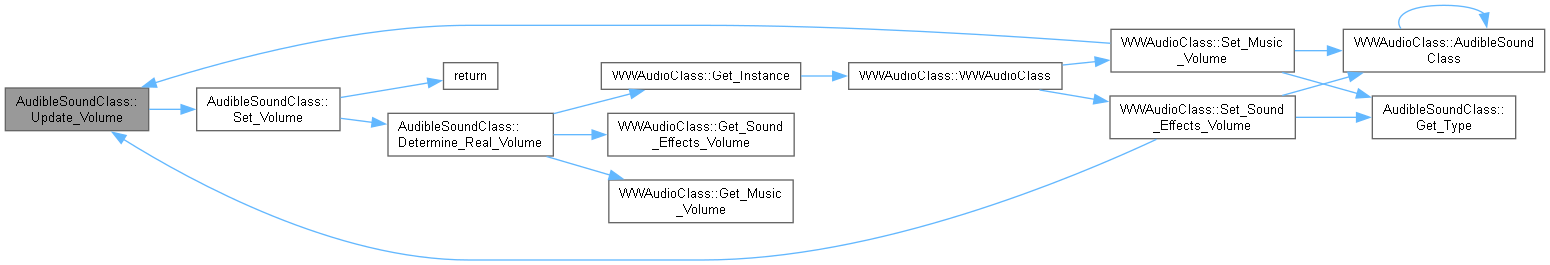 AudibleSoundClass::
Update_Volume
AudibleSoundClass::
Set_Volume
return
AudibleSoundClass::
Determine_Real_Volume
WWAudioClass::Get_Instance
WWAudioClass::Get_Sound
_Effects_Volume
WWAudioClass::Get_Music
_Volume
WWAudioClass::WWAudioClass
WWAudioClass::Set_Music
_Volume
WWAudioClass::Set_Sound
_Effects_Volume
WWAudioClass::AudibleSound
Class
AudibleSoundClass::
Get_Type